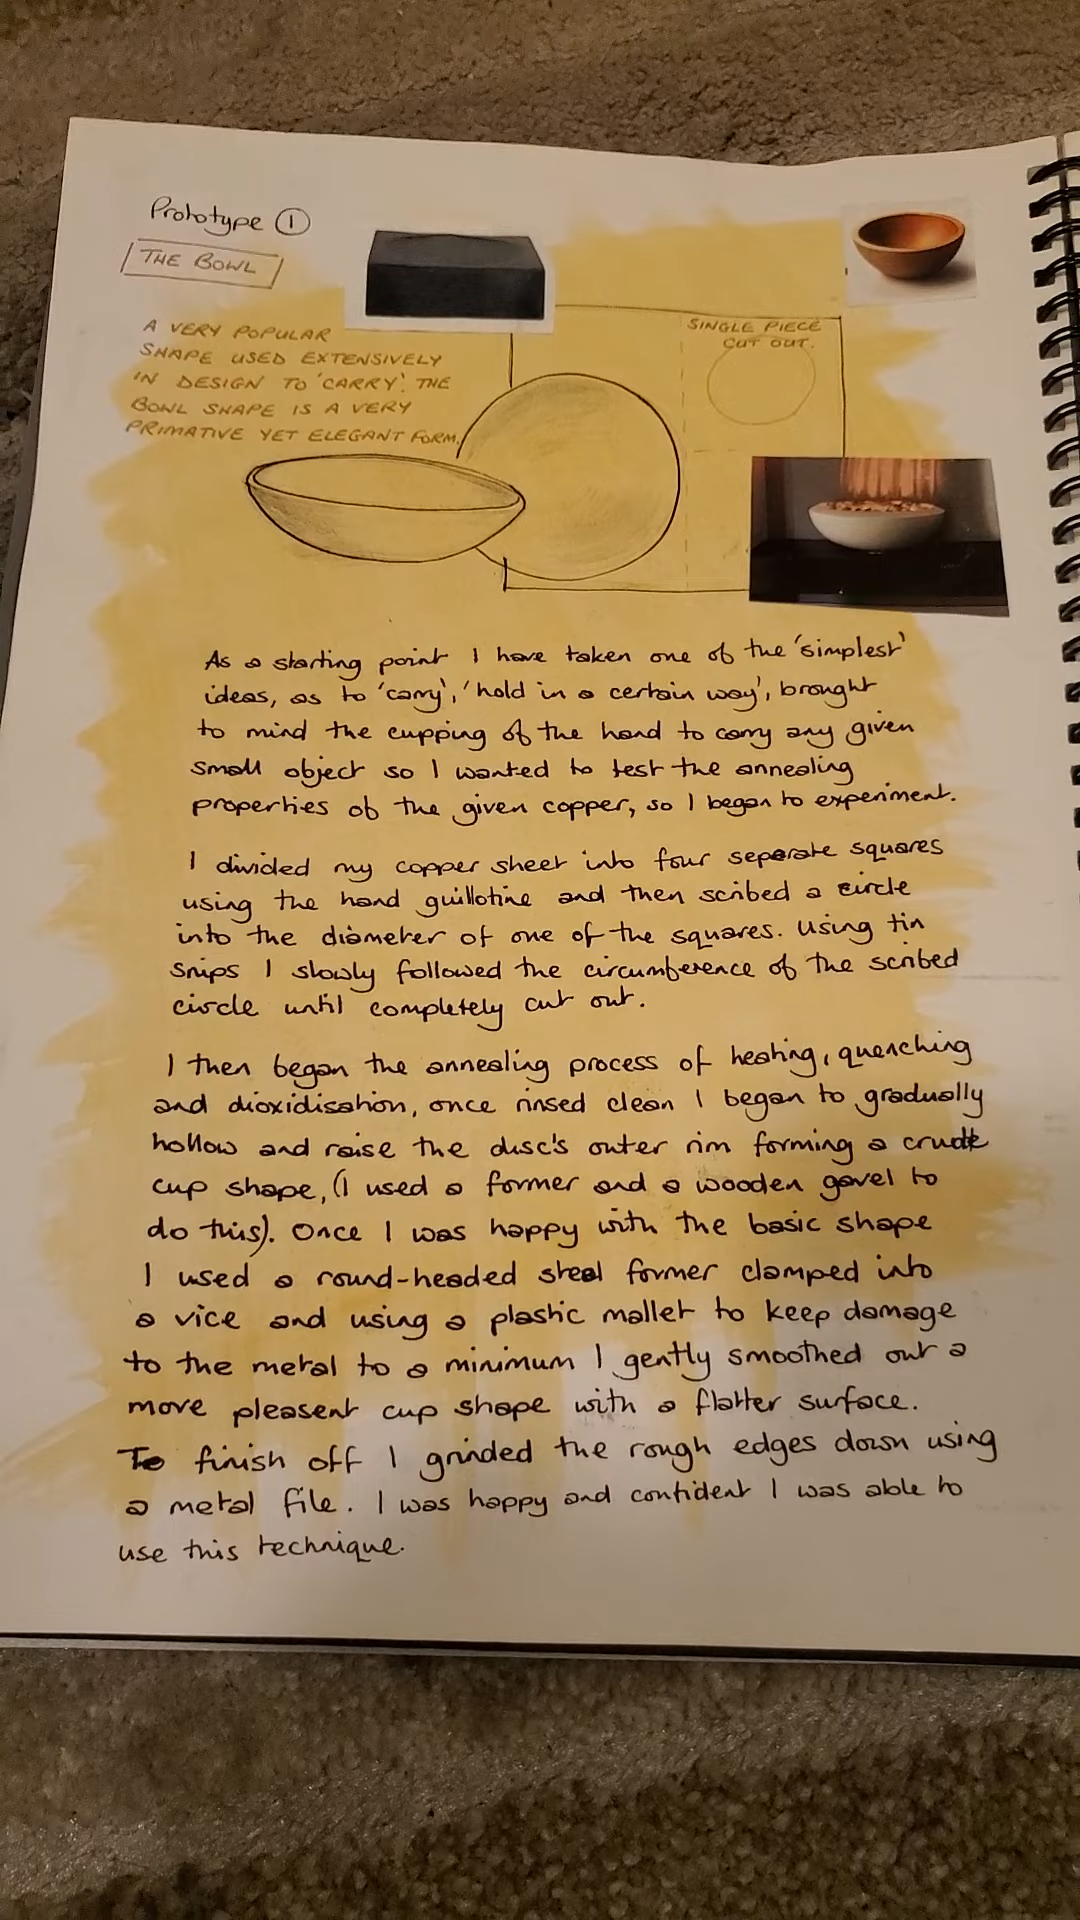 Prototype ①
THE BOWL
A VERY POPULAR
SHAPE USED EXTENSIVELY
IN DESIGN TO 'CARRY'. THE
BOWL SHAPE IS A VERY
PRIMATIVE YET ELEGANT FORM.
SINGLE PIECE
CUT OUT.
As a starting point I have taken one of the 'simplest'
ideas, as to 'carry', 'hold in a certain way', brought
to mind the cupping of the hand to carry any given
small object so I wanted to test the annealing
properties of the given copper, so I began to experiment.
I divided my copper sheet into four seperate squares
using the hand guillotine and then scribed a circle
into the diameter of one of the squares. Using tin
snips I slowly followed the circumference of the scribed
circle until completely cut out.
I then began the annealing process of heating, quenching
and dioxidisation, once rinsed clean I began to gradually
hollow and raise the disc's outer rim forming a crude
cup shape, (I used a former and a wooden gavel to
do this). Once I was happy with the basic shape
I used a round-headed steel former clamped into
a vice and using a plastic mallet to keep damage
to the metal to a minimum I gently smoothed out a
more pleasent cup shape with a flatter surface.
To finish off I grinded the rough edges down using
a metal file. I was happy and confident I was able to
use this technique.